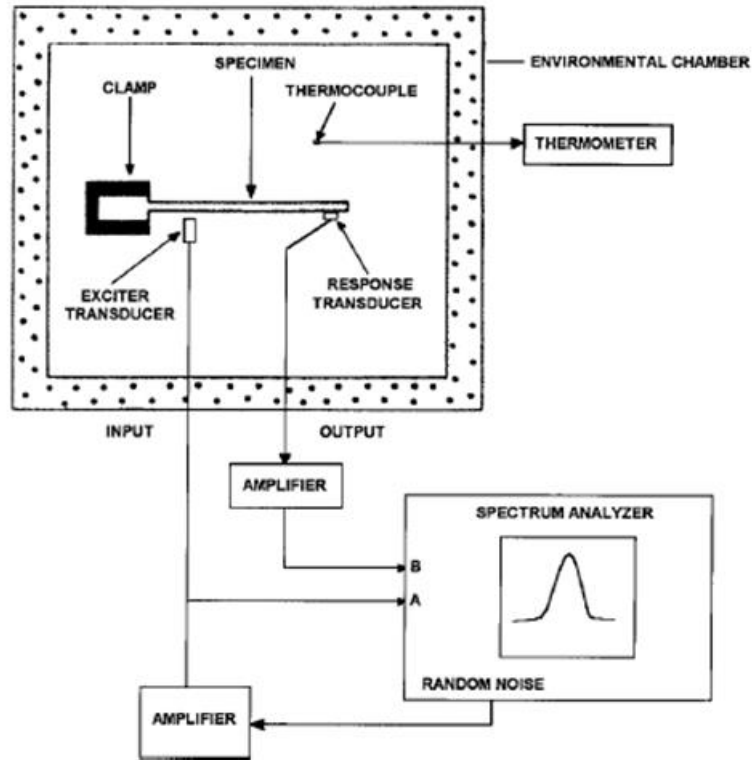 SPECIMEN
CLAMP
THERMOCOUPLE
ENVIRONMENTAL CHAMBER
THERMOMETER
EXCITER
TRANSDUCER
RESPONSE
TRANSDUCER
INPUT
OUTPUT
AMPLIFIER
SPECTRUM ANALYZER
B
A
RANDOM NOISE
AMPLIFIER